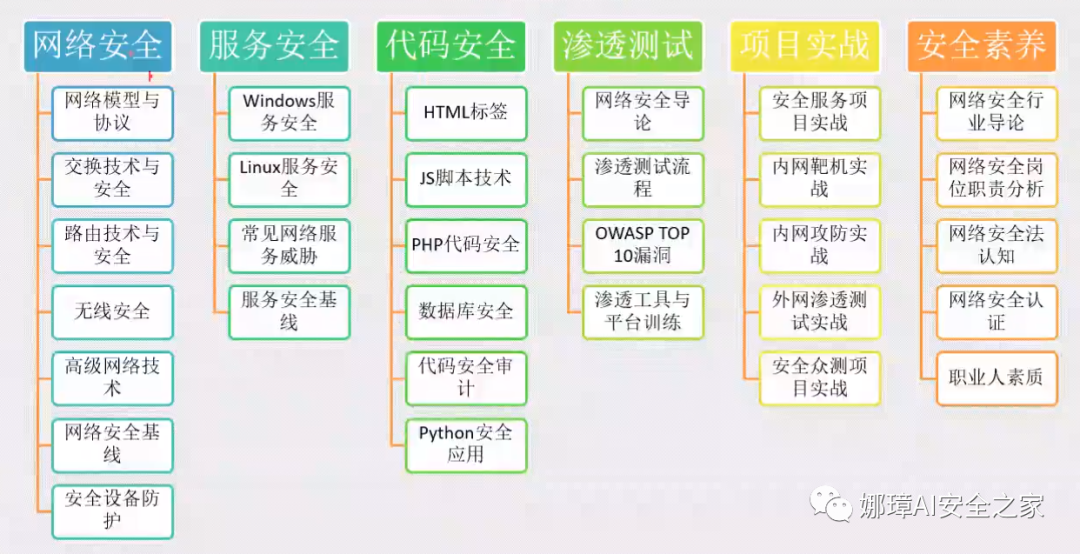 网络安全
网络模型与
协议
交换技术与
安全
路由技术与
安全
无线安全
高级网络技
术
网络安全基
线
安全设备防
护
服务安全
Windows服
务安全
Linux服务安
全
常见网络服
务威胁
服务安全基
线
代码安全
HTML标签
JS脚本技术
PHP代码安全
数据库安全
代码安全审
计
Python安全
应用
渗透测试
网络安全导
论
渗透测试流
程
OWASP TOP
10漏洞
渗透工具与
平台训练
项目实战
安全服务项
目实战
内网靶机实
战
内网攻防实
战
外网渗透测
试实战
安全众测项
目实战
安全素养
网络安全行
业导论
网络安全岗
位职责分析
网络安全法
认知
网络安全认
证
职业人素质
娜璋AI安全之家